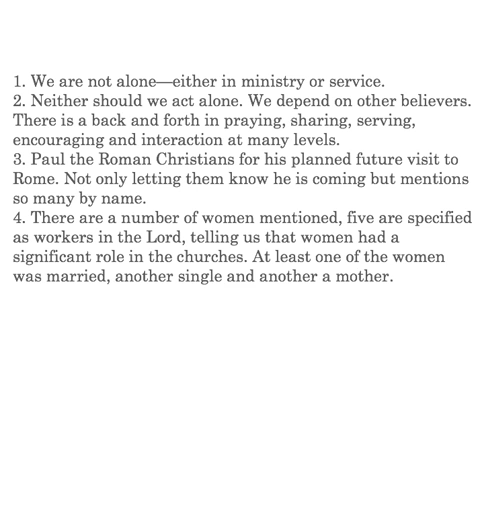 1. We are not alone—either in ministry or service.
2. Neither should we act alone. We depend on other believers.
There is a back and forth in praying, sharing, serving,
encouraging and interaction at many levels.
3. Paul the Roman Christians for his planned future visit to
Rome. Not only letting them know he is coming but mentions
so many by name.
4. There are a number of women mentioned, five are specified
as workers in the Lord, telling us that women had a
significant role in the churches. At least one of the women
was married, another single and another a mother.